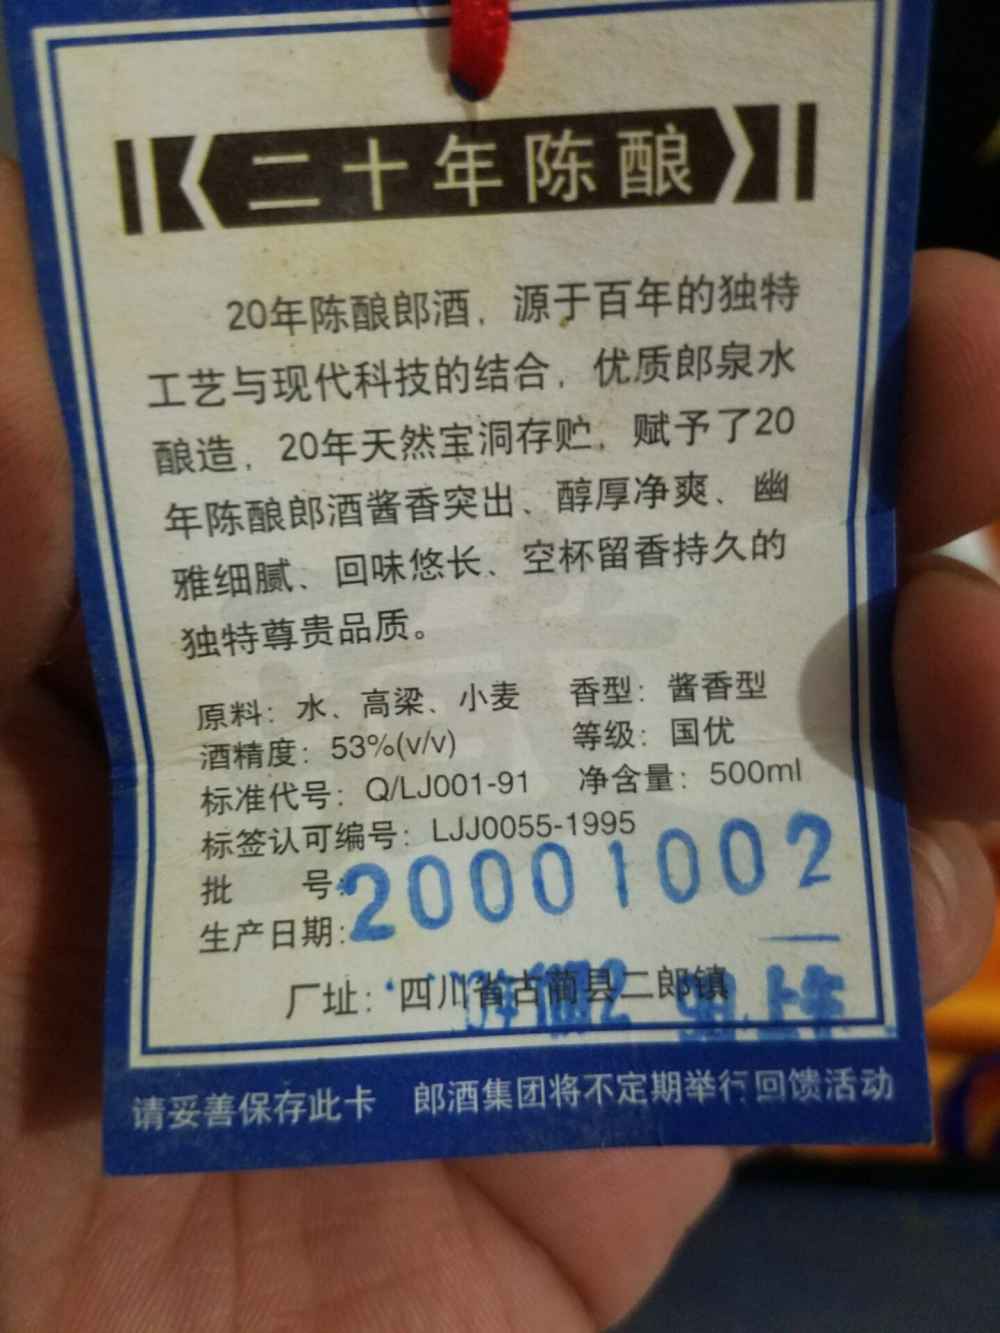 二十年陈酿
20年陈酿郎酒，源于百年的独特
工艺与现代科技的结合，优质郎泉水
酿造，20年天然宝洞存贮，赋予了20
年陈酿郎酒酱香突出、醇厚净爽、幽
雅细腻、回味悠长、空杯留香持久的
独特尊贵品质。
原料：水、高粱、小麦 香型：酱香型
酒精度：53%(v/v) 等级：国优
标准代号：Q/LJ001-91 净含量：500ml
标签认可编号：LJJ0055-1995
批 号：20001002
生产日期：
厂址：四川省古蔺县二郎镇
请妥善保存此卡 郎酒集团将不定期举行回馈活动